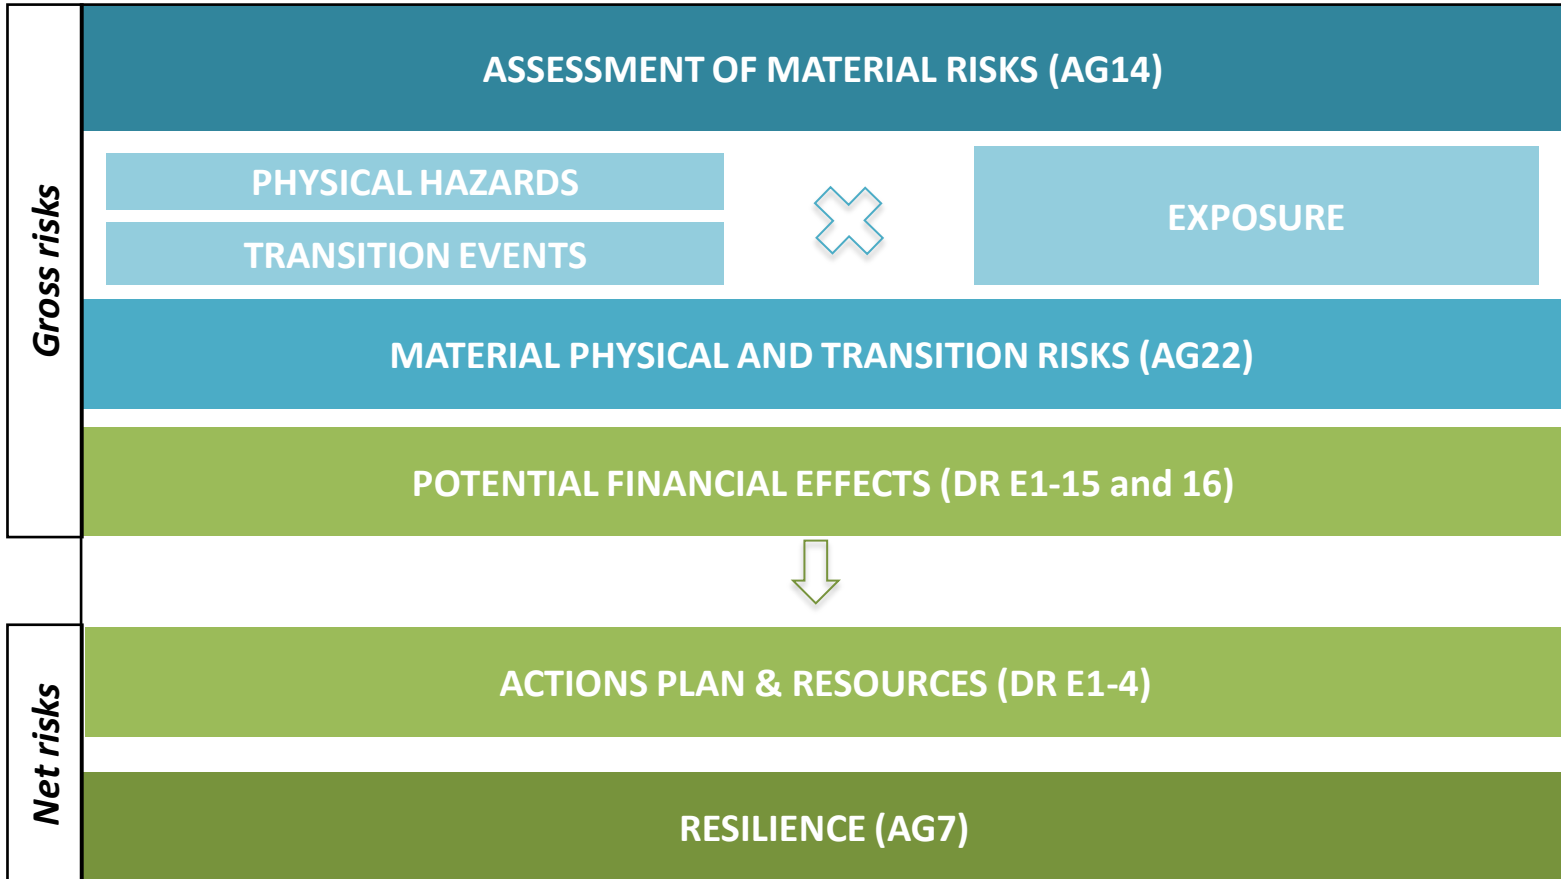 Gross risks
ASSESSMENT OF MATERIAL RISKS (AG14)
PHYSICAL HAZARDS
TRANSITION EVENTS
EXPOSURE
MATERIAL PHYSICAL AND TRANSITION RISKS (AG22)
POTENTIAL FINANCIAL EFFECTS (DR E1-15 and 16)
Net risks
ACTIONS PLAN & RESOURCES (DR E1-4)
RESILIENCE (AG7)